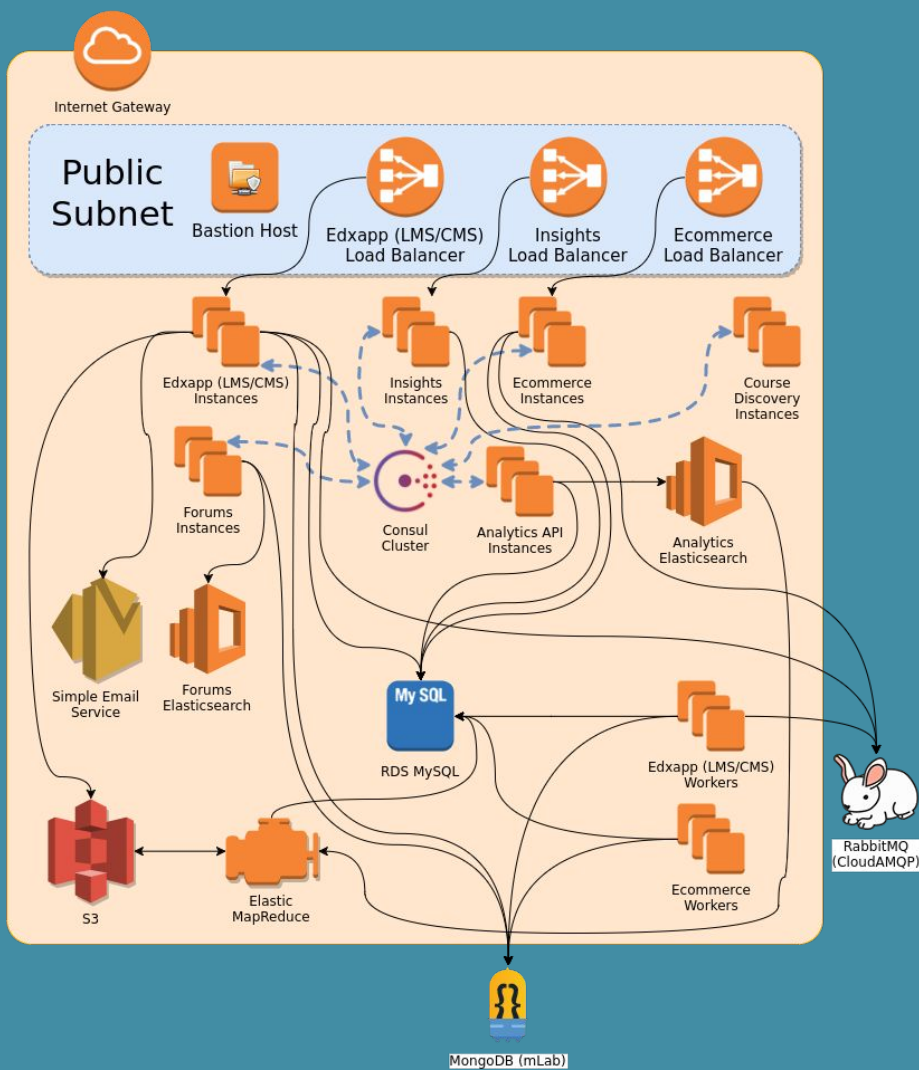 Internet Gateway
Public
Subnet
Bastion Host
Edxapp (LMS/CMS)
Load Balancer
Insights
Load Balancer
Ecommerce
Load Balancer
Edxapp (LMS/CMS)
Instances
Insights
Instances
Ecommerce
Instances
Course
Discovery
Instances
Forums
Instances
Consul
Cluster
Analytics API
Instances
Analytics
Elasticsearch
Simple Email
Service
Forums
Elasticsearch
My SQL
RDS MySQL
Edxapp (LMS/CMS)
Workers
RabbitMQ
(CloudAMQP)
S3
Elastic
MapReduce
Ecommerce
Workers
{}
MongoDB (mLab)